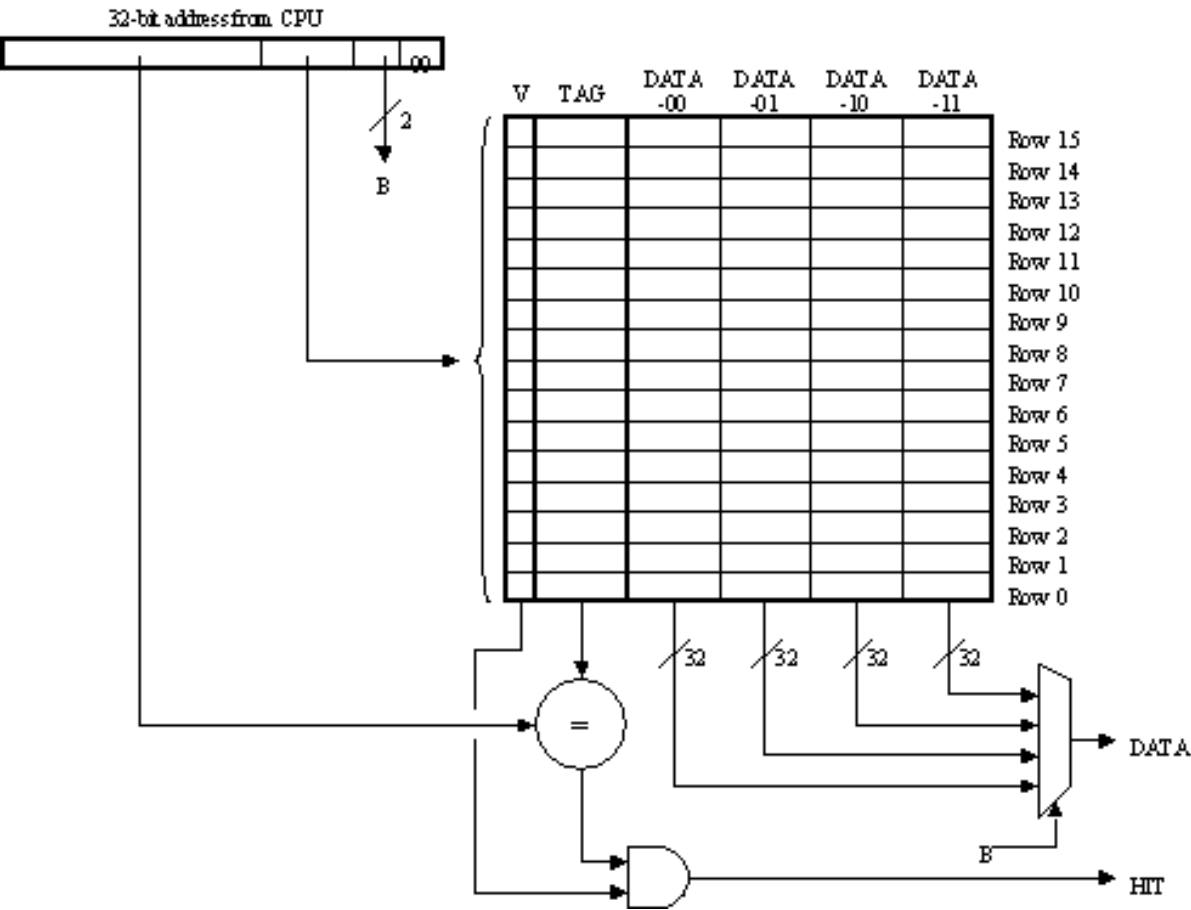 32-bit address from CPU
00
2
B
V TAG DATA DATA DATA DATA
-00 -01 -10 -11
Row 15
Row 14
Row 13
Row 12
Row 11
Row 10
Row 9
Row 8
Row 7
Row 6
Row 5
Row 4
Row 3
Row 2
Row 1
Row 0
32 32 32 32
=
DATA
B
HIT